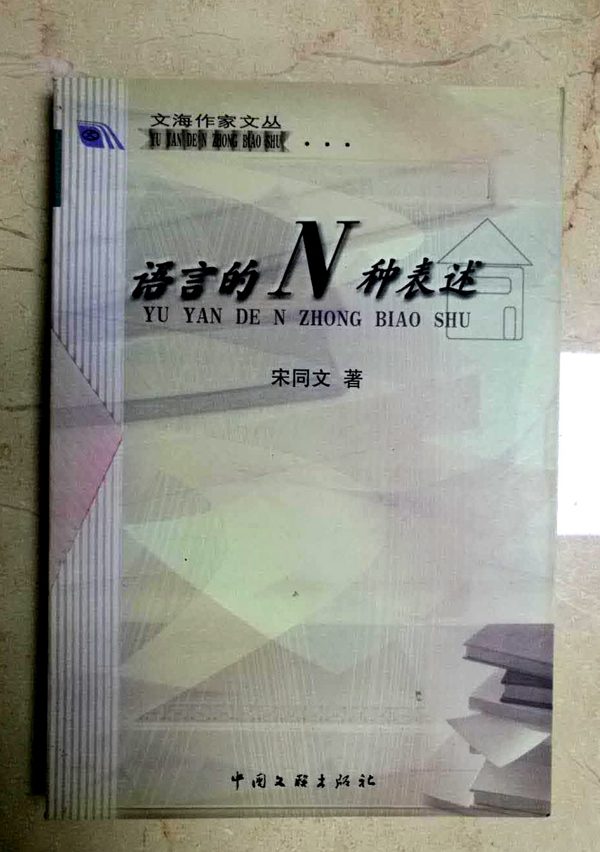 文海作家文丛
YU YAN DE N ZHONG BIAO SHU ...
语言的N种表述
YU YAN DE N ZHONG BIAO SHU
宋同文 著
中国文联出版社